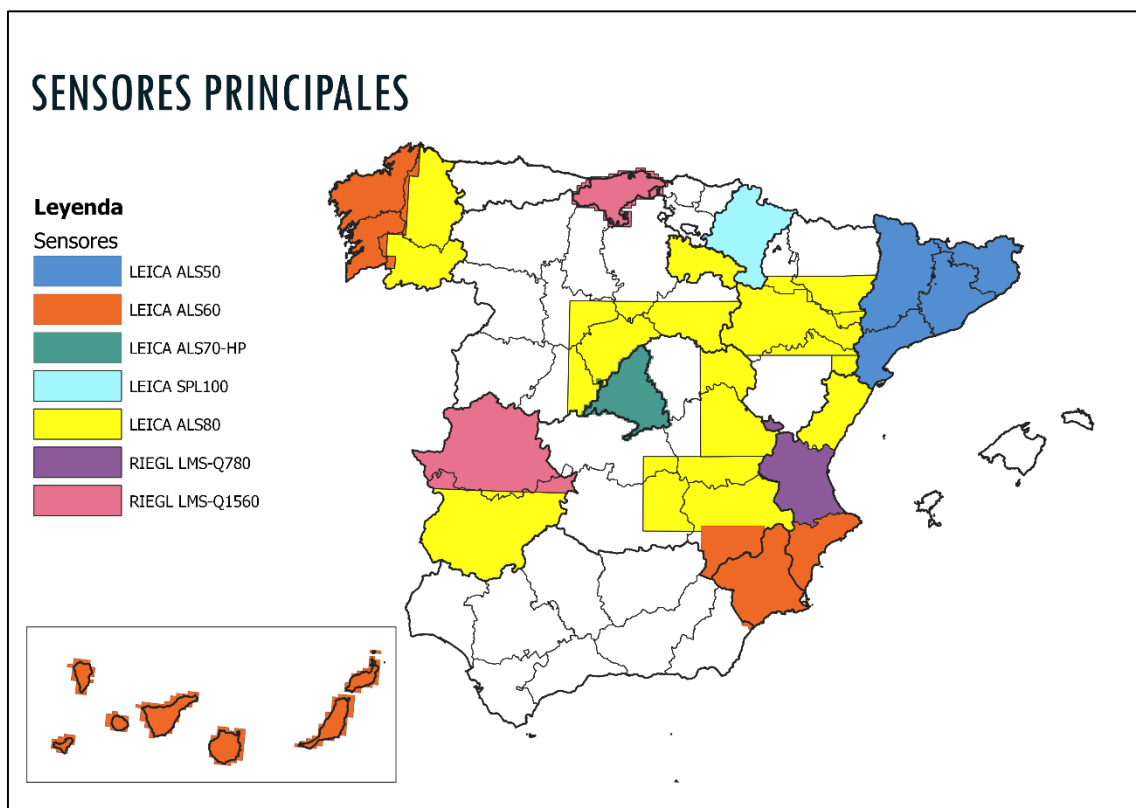 SENSORES PRINCIPALES
Leyenda
Sensores
LEICA ALS50
LEICA ALS60
LEICA ALS70-HP
LEICA SPL100
LEICA ALS80
RIEGL LMS-Q780
RIEGL LMS-Q1560